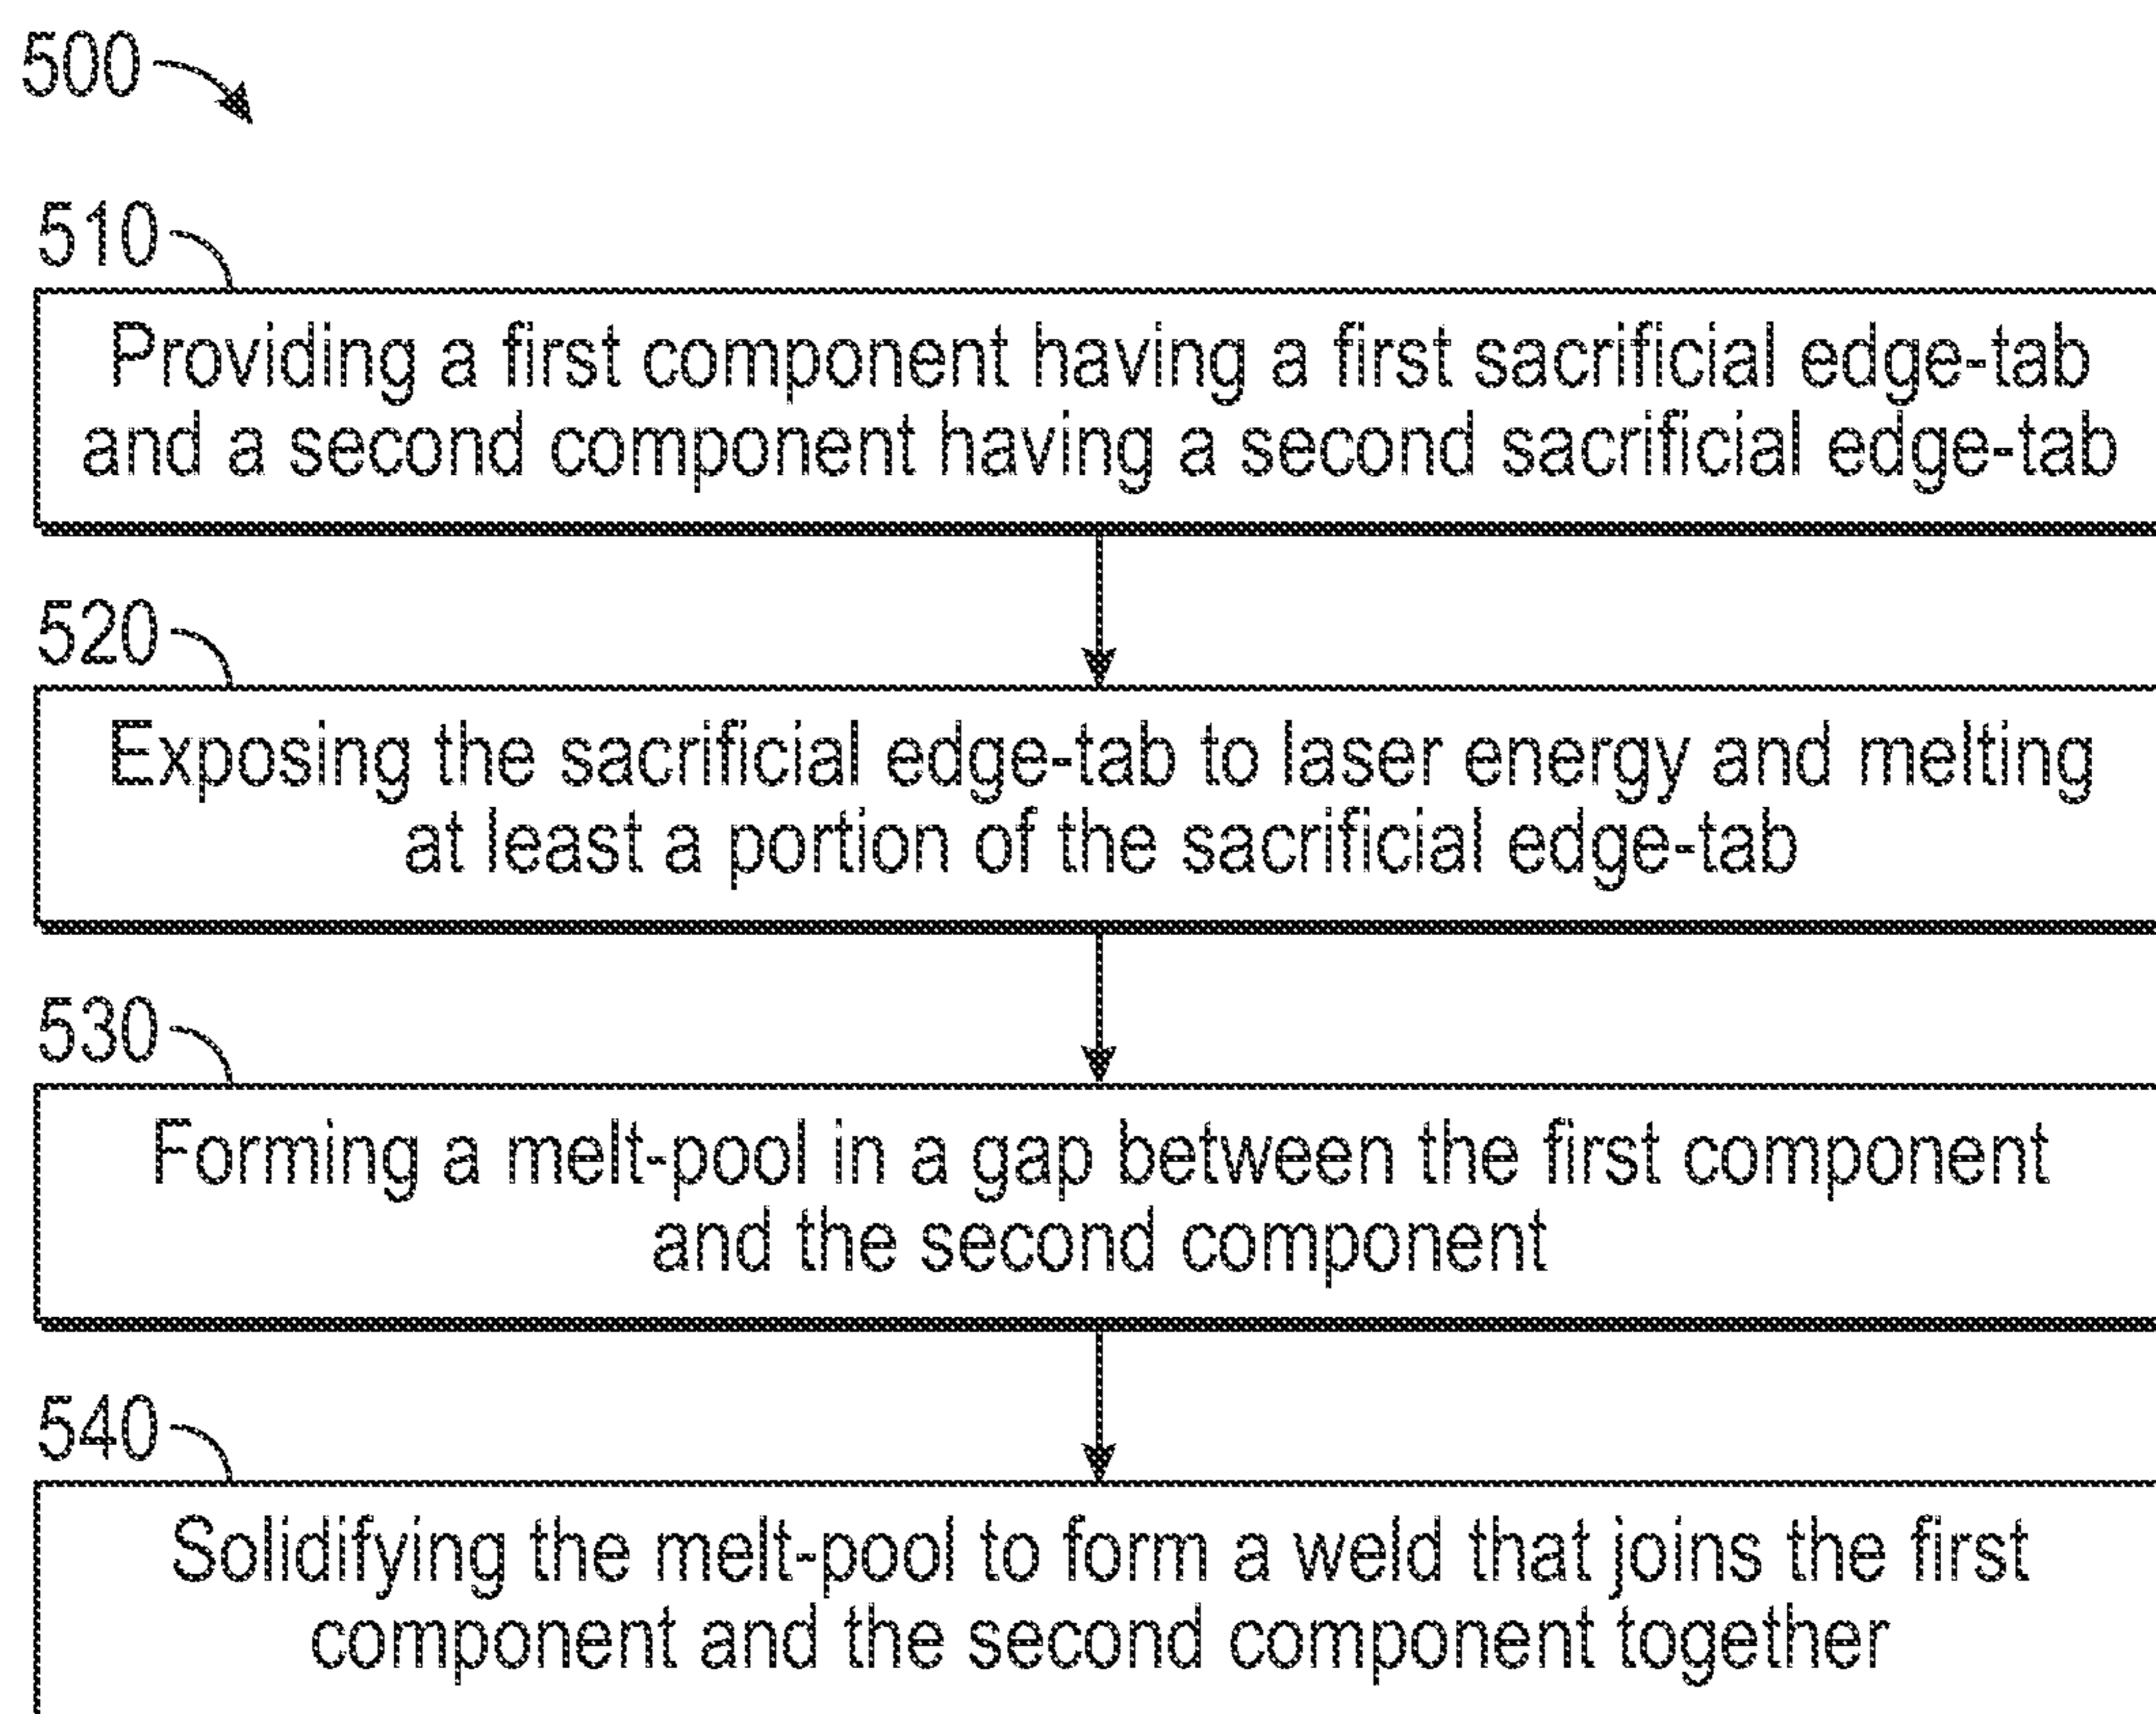 500
510
Providing a first component having a first sacrificial edge-tab
and a second component having a second sacrificial edge-tab
520
Exposing the sacrificial edge-tab to laser energy and melting
at least a portion of the sacrificial edge-tab
530
Forming a melt-pool in a gap between the first component
and the second component
540
Solidifying the melt-pool to form a weld that joins the first
component and the second component together